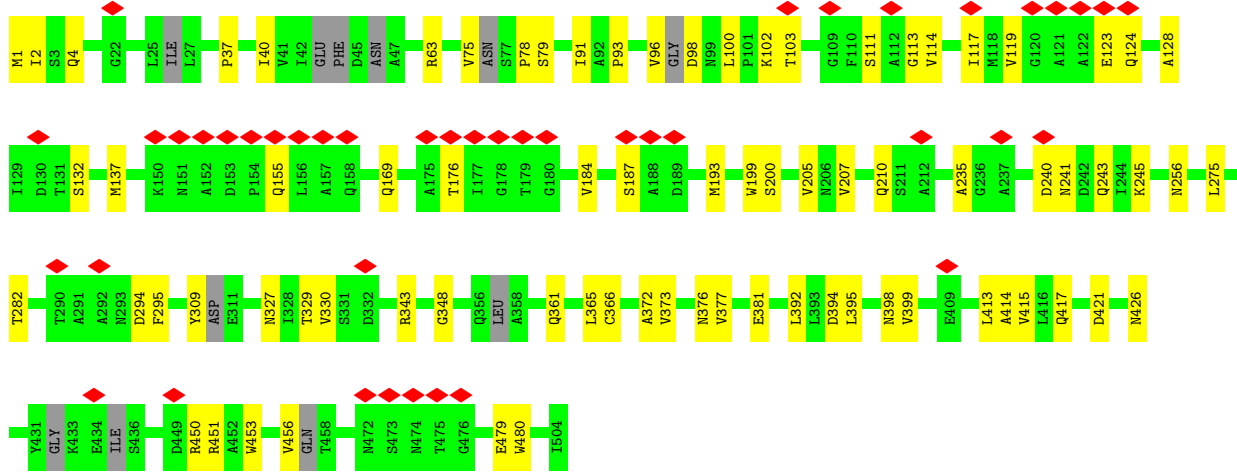 M1 I2 S3 Q4 G22 L25 ILE L27 P37 I40 V41 I42 GLU PHE D45 ASN A47 R63 V75 ASN S77 P78 S79 I91 A92 P93 V96 GLY D98 N99 L100 P101 K102 T103 G109 F110 S111 A112 G113 V114 I117 M118 V119 G120 A121 A122 E123 Q124 A128
I129 D130 T131 S132 M137 K150 N151 A152 D153 P154 Q155 L156 A157 Q158 Q169 A175 T176 I177 G178 T179 G180 V184 S187 A188 D189 M193 W199 S200 V205 N206 V207 Q210 S211 A212 A235 G236 A237 D240 N241 D242 Q243 I244 K245 N256 L275
T282 T290 A291 A292 N293 D294 F295 Y309 ASP E311 N327 I328 T329 V330 S331 D332 R343 G348 Q356 LEU A358 Q361 L365 C366 A372 V373 N376 V377 E381 L392 L393 D394 L395 N398 V399 E409 L413 A414 V415 L416 Q417 D421 N426
Y431 GLY K433 E434 ILE S436 D449 R450 R451 A452 W453 V456 GLN T458 N472 S473 N474 T475 G476 E479 W480 I504